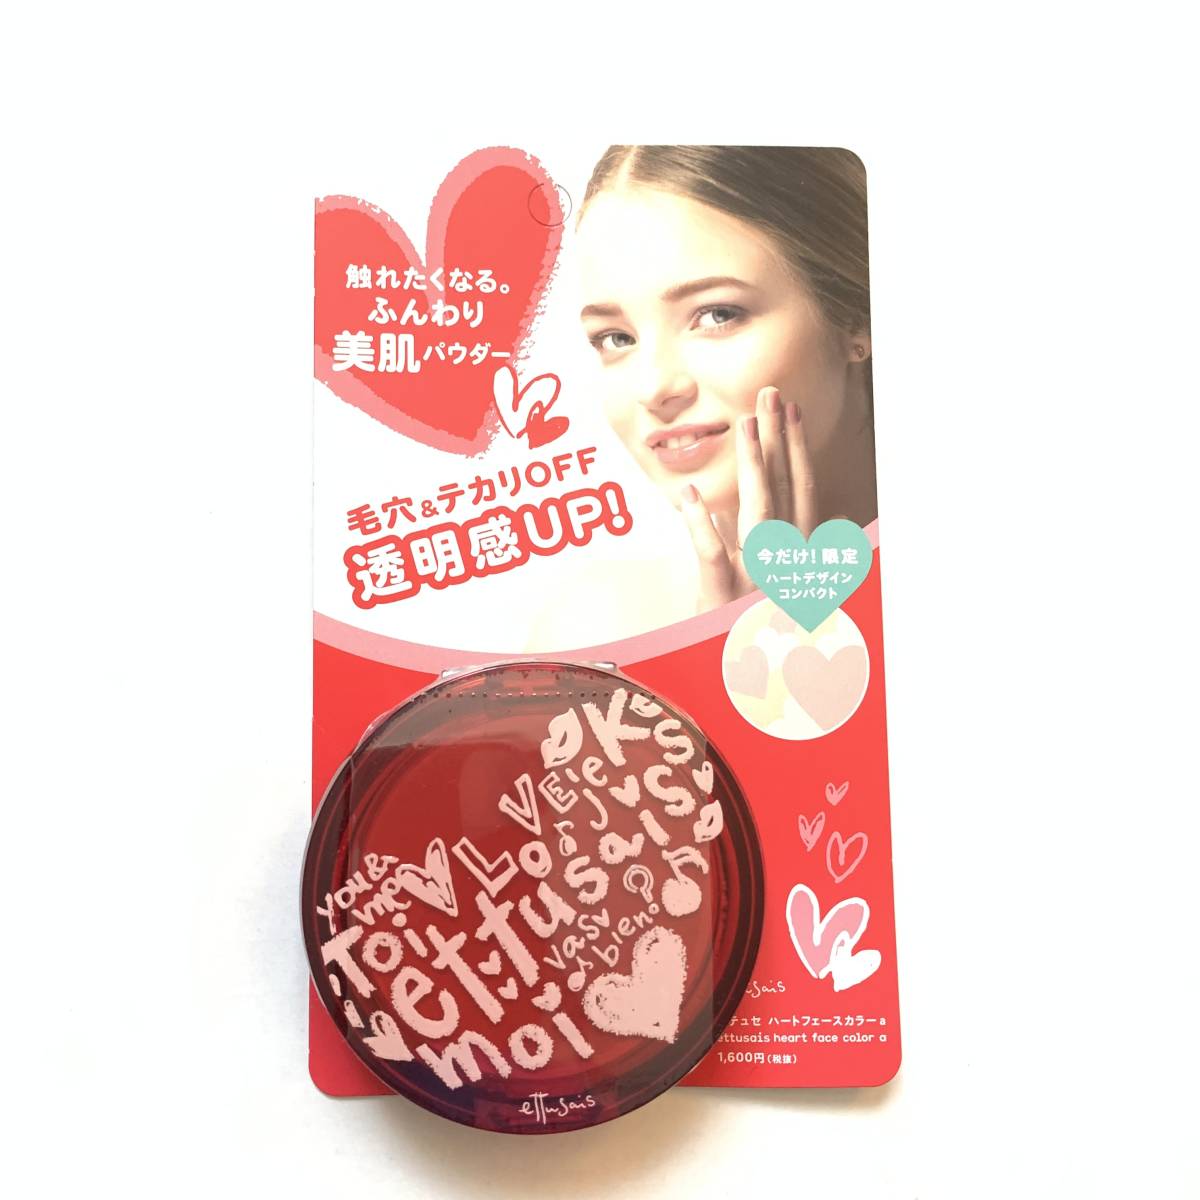 触れたくなる。
ふんわり
美肌パウダー
毛穴&テカリOFF
透明感UP!
今だけ！限定
ハートデザイン
コンパクト
LOVE
you &
me
Toi
ettusais
moi
vas
bien?
ettusais
テュセ ハートフェースカラー a
ettusais heart face color a
1,600円(税抜)